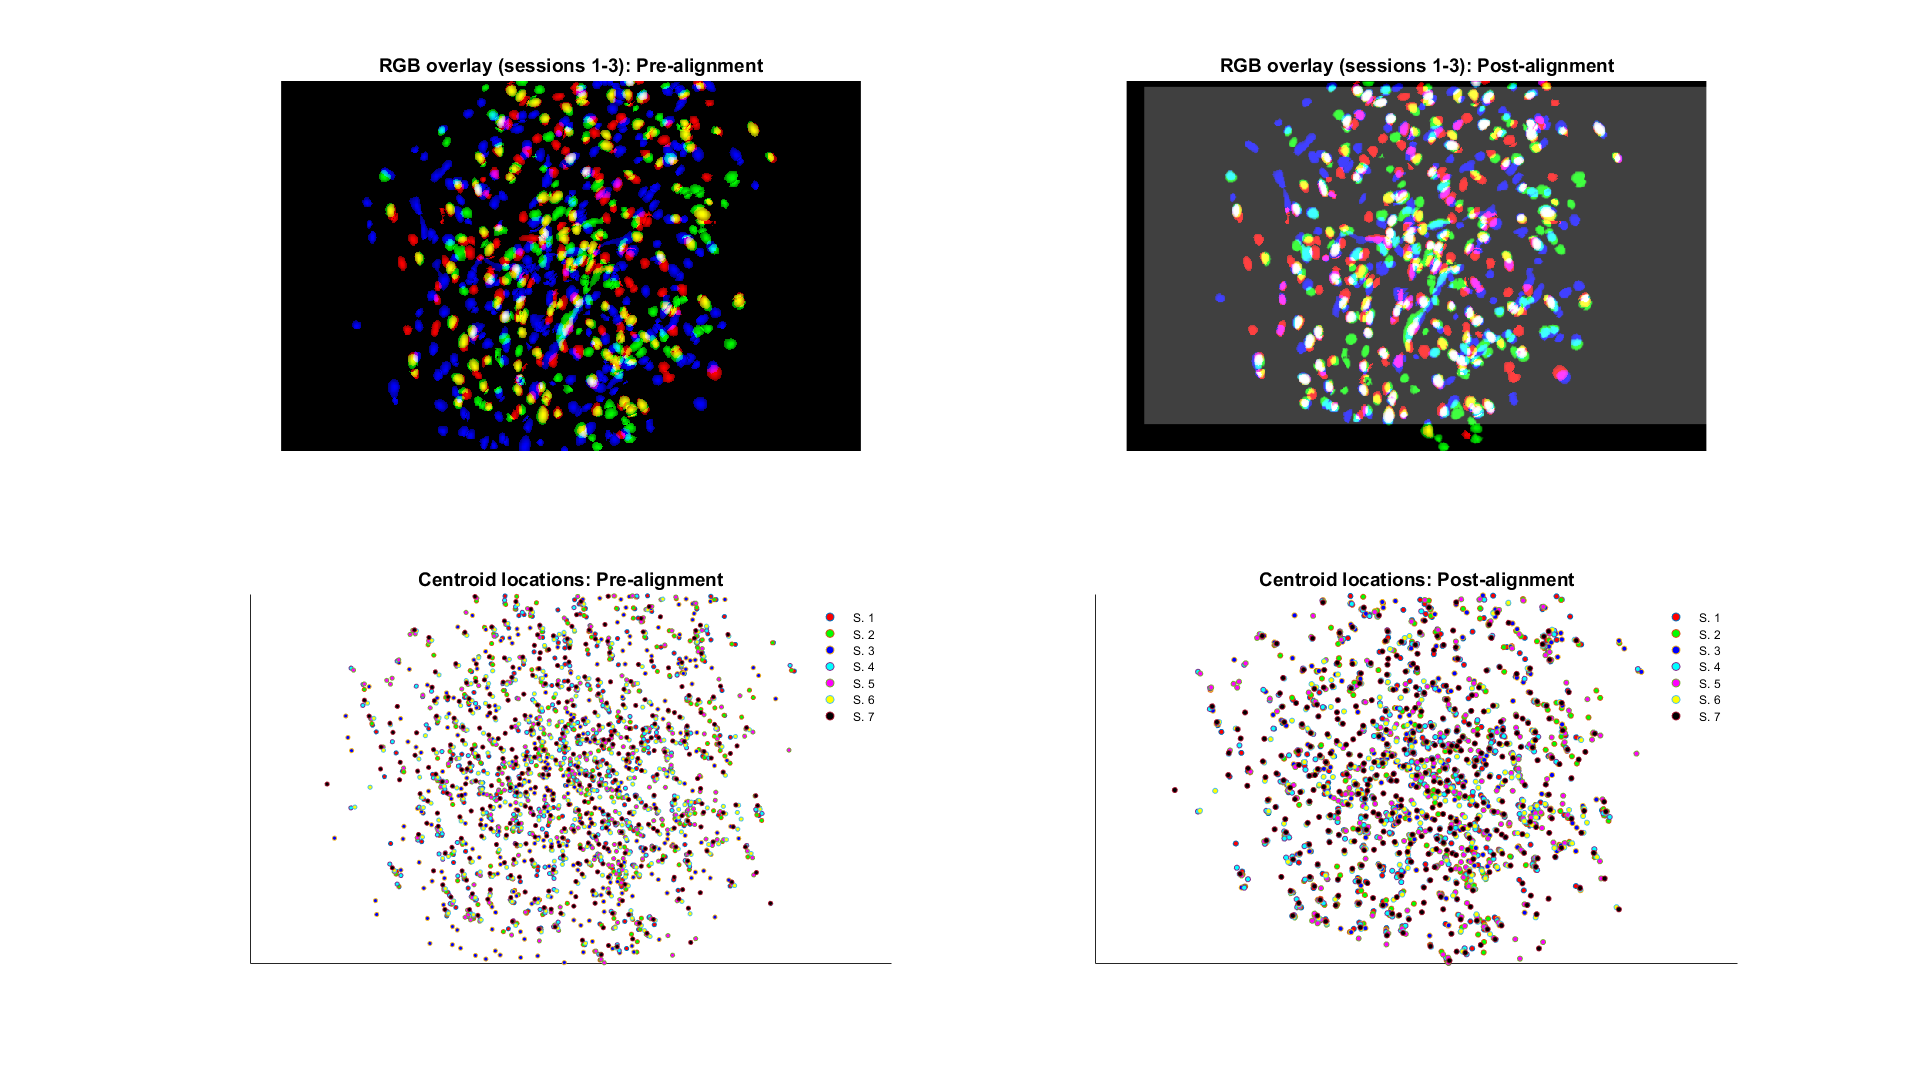 RGB overlay (sessions 1-3): Pre-alignment
RGB overlay (sessions 1-3): Post-alignment
Centroid locations: Pre-alignment
S. 1
S. 2
S. 3
S. 4
S. 5
S. 6
S. 7
Centroid locations: Post-alignment
S. 1
S. 2
S. 3
S. 4
S. 5
S. 6
S. 7